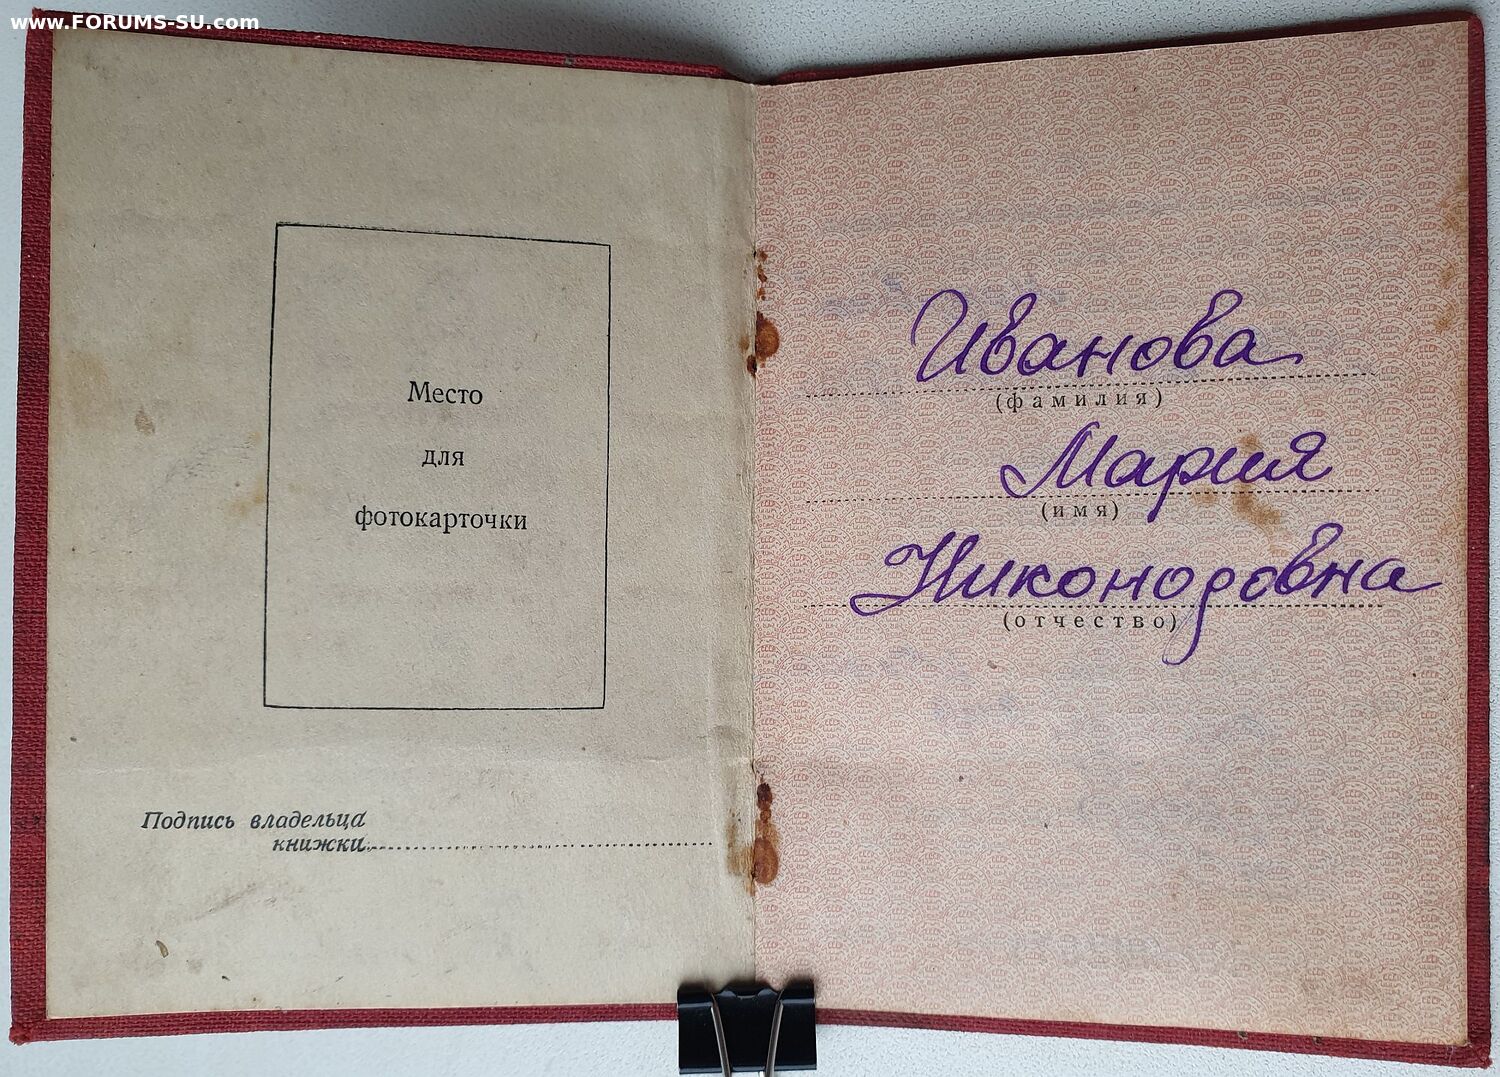 www.FORUMS-SU.com
Место
для
фотокарточки
Подпись владельца
книжки
Иванова
(фамилия)
Мария
(имя)
Никоноровна
(отчество)